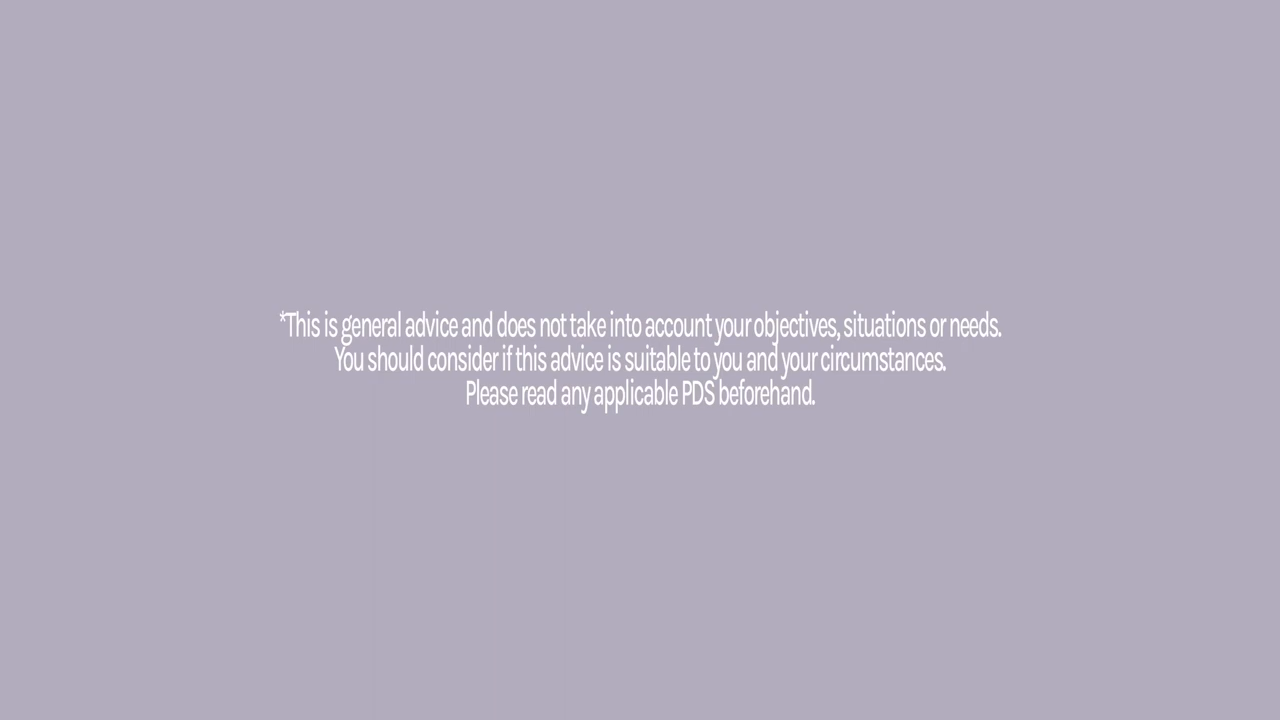 *This is general advice and does not take into account your objectives, situations or needs.
You should consider if this advice is suitable to you and your circumstances.
Please read any applicable PDS beforehand.